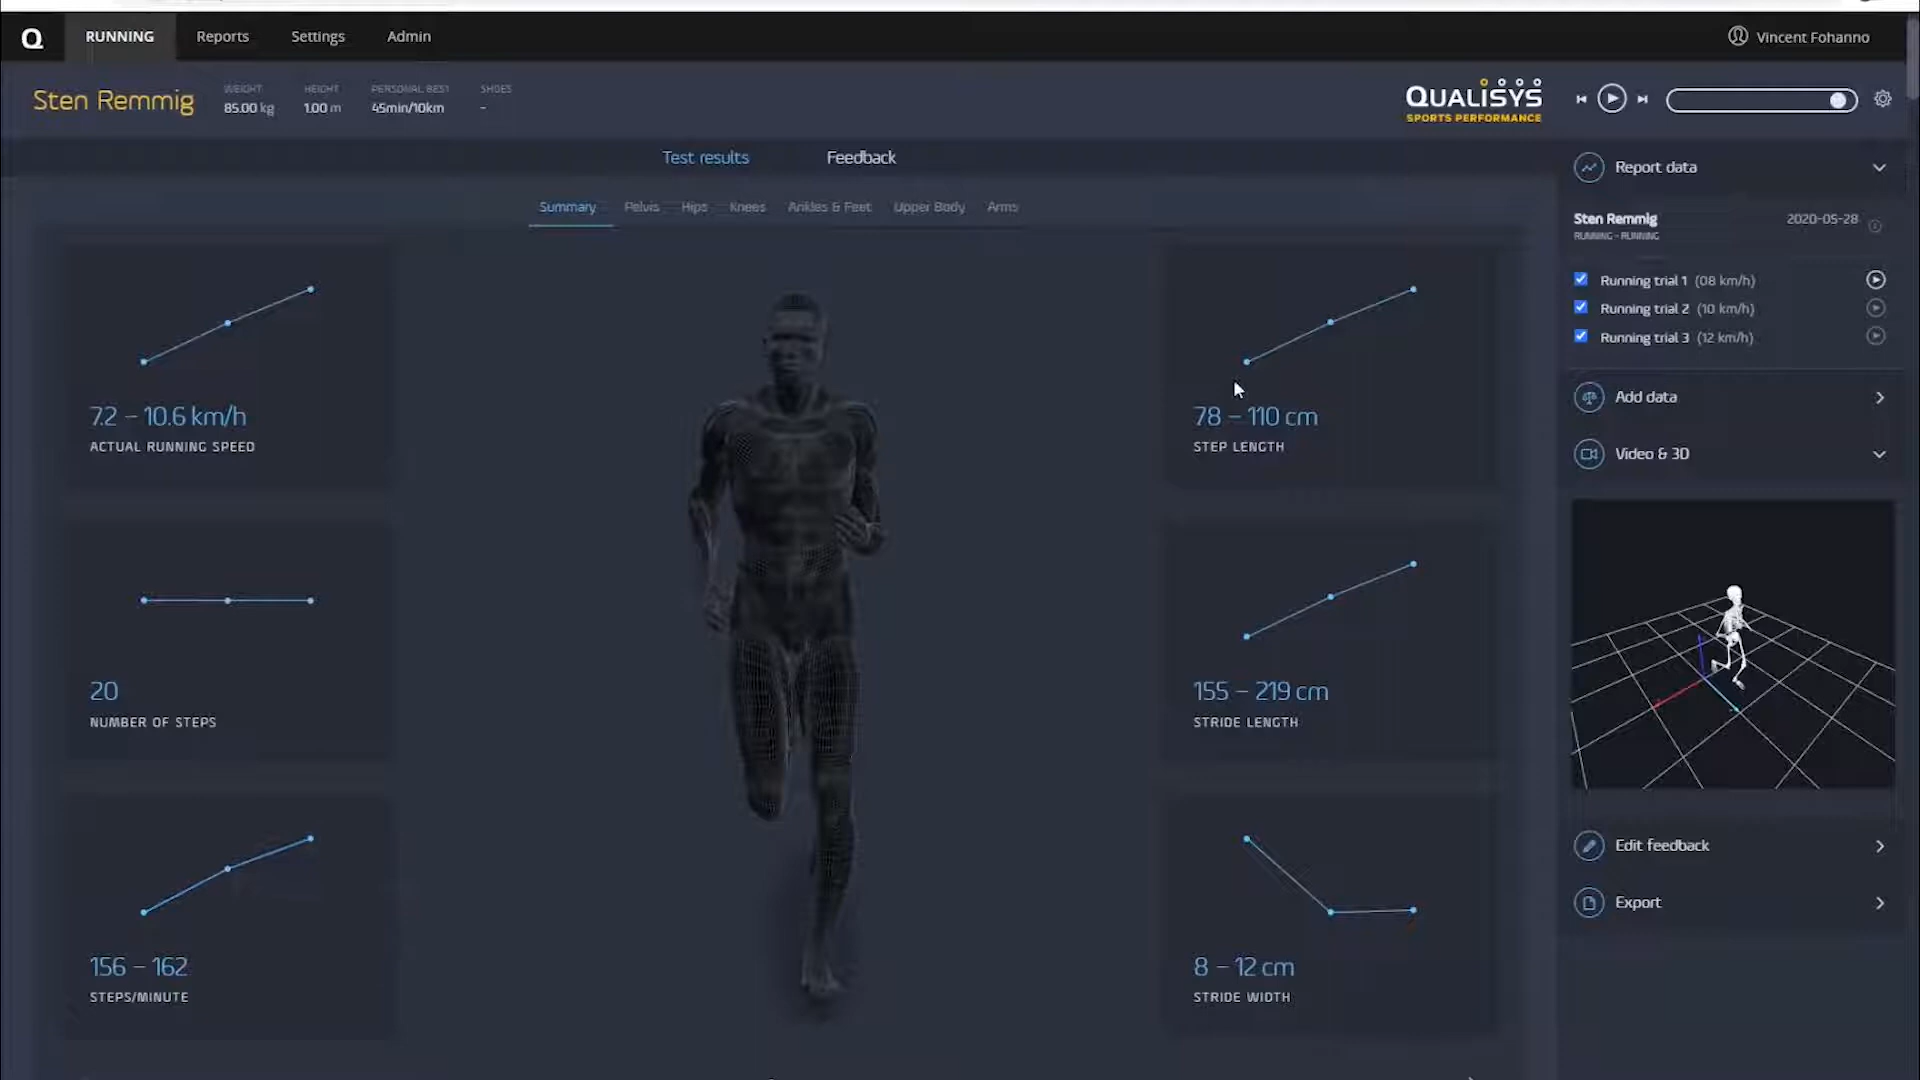 Q RUNNING Reports Settings Admin Vincent Fohanno
Sten Remmig
WEIGHT HEIGHT PERSONAL BEST SHOES
85.00 kg 1.00 m 45min/10km -
QUALISYS
SPORTS PERFORMANCE
Test results Feedback
Summary Pelvis Hips Knees Ankles & Feet Upper Body Arms
7.2 – 10.6 km/h
ACTUAL RUNNING SPEED
20
NUMBER OF STEPS
156 – 162
STEPS/MINUTE
78 – 110 cm
STEP LENGTH
155 – 219 cm
STRIDE LENGTH
8 – 12 cm
STRIDE WIDTH
Report data
Sten Remmig 2020-05-28
RUNNING - RUNNING
Running trial 1 (08 km/h)
Running trial 2 (10 km/h)
Running trial 3 (12 km/h)
Add data
Video & 3D
Edit feedback
Export